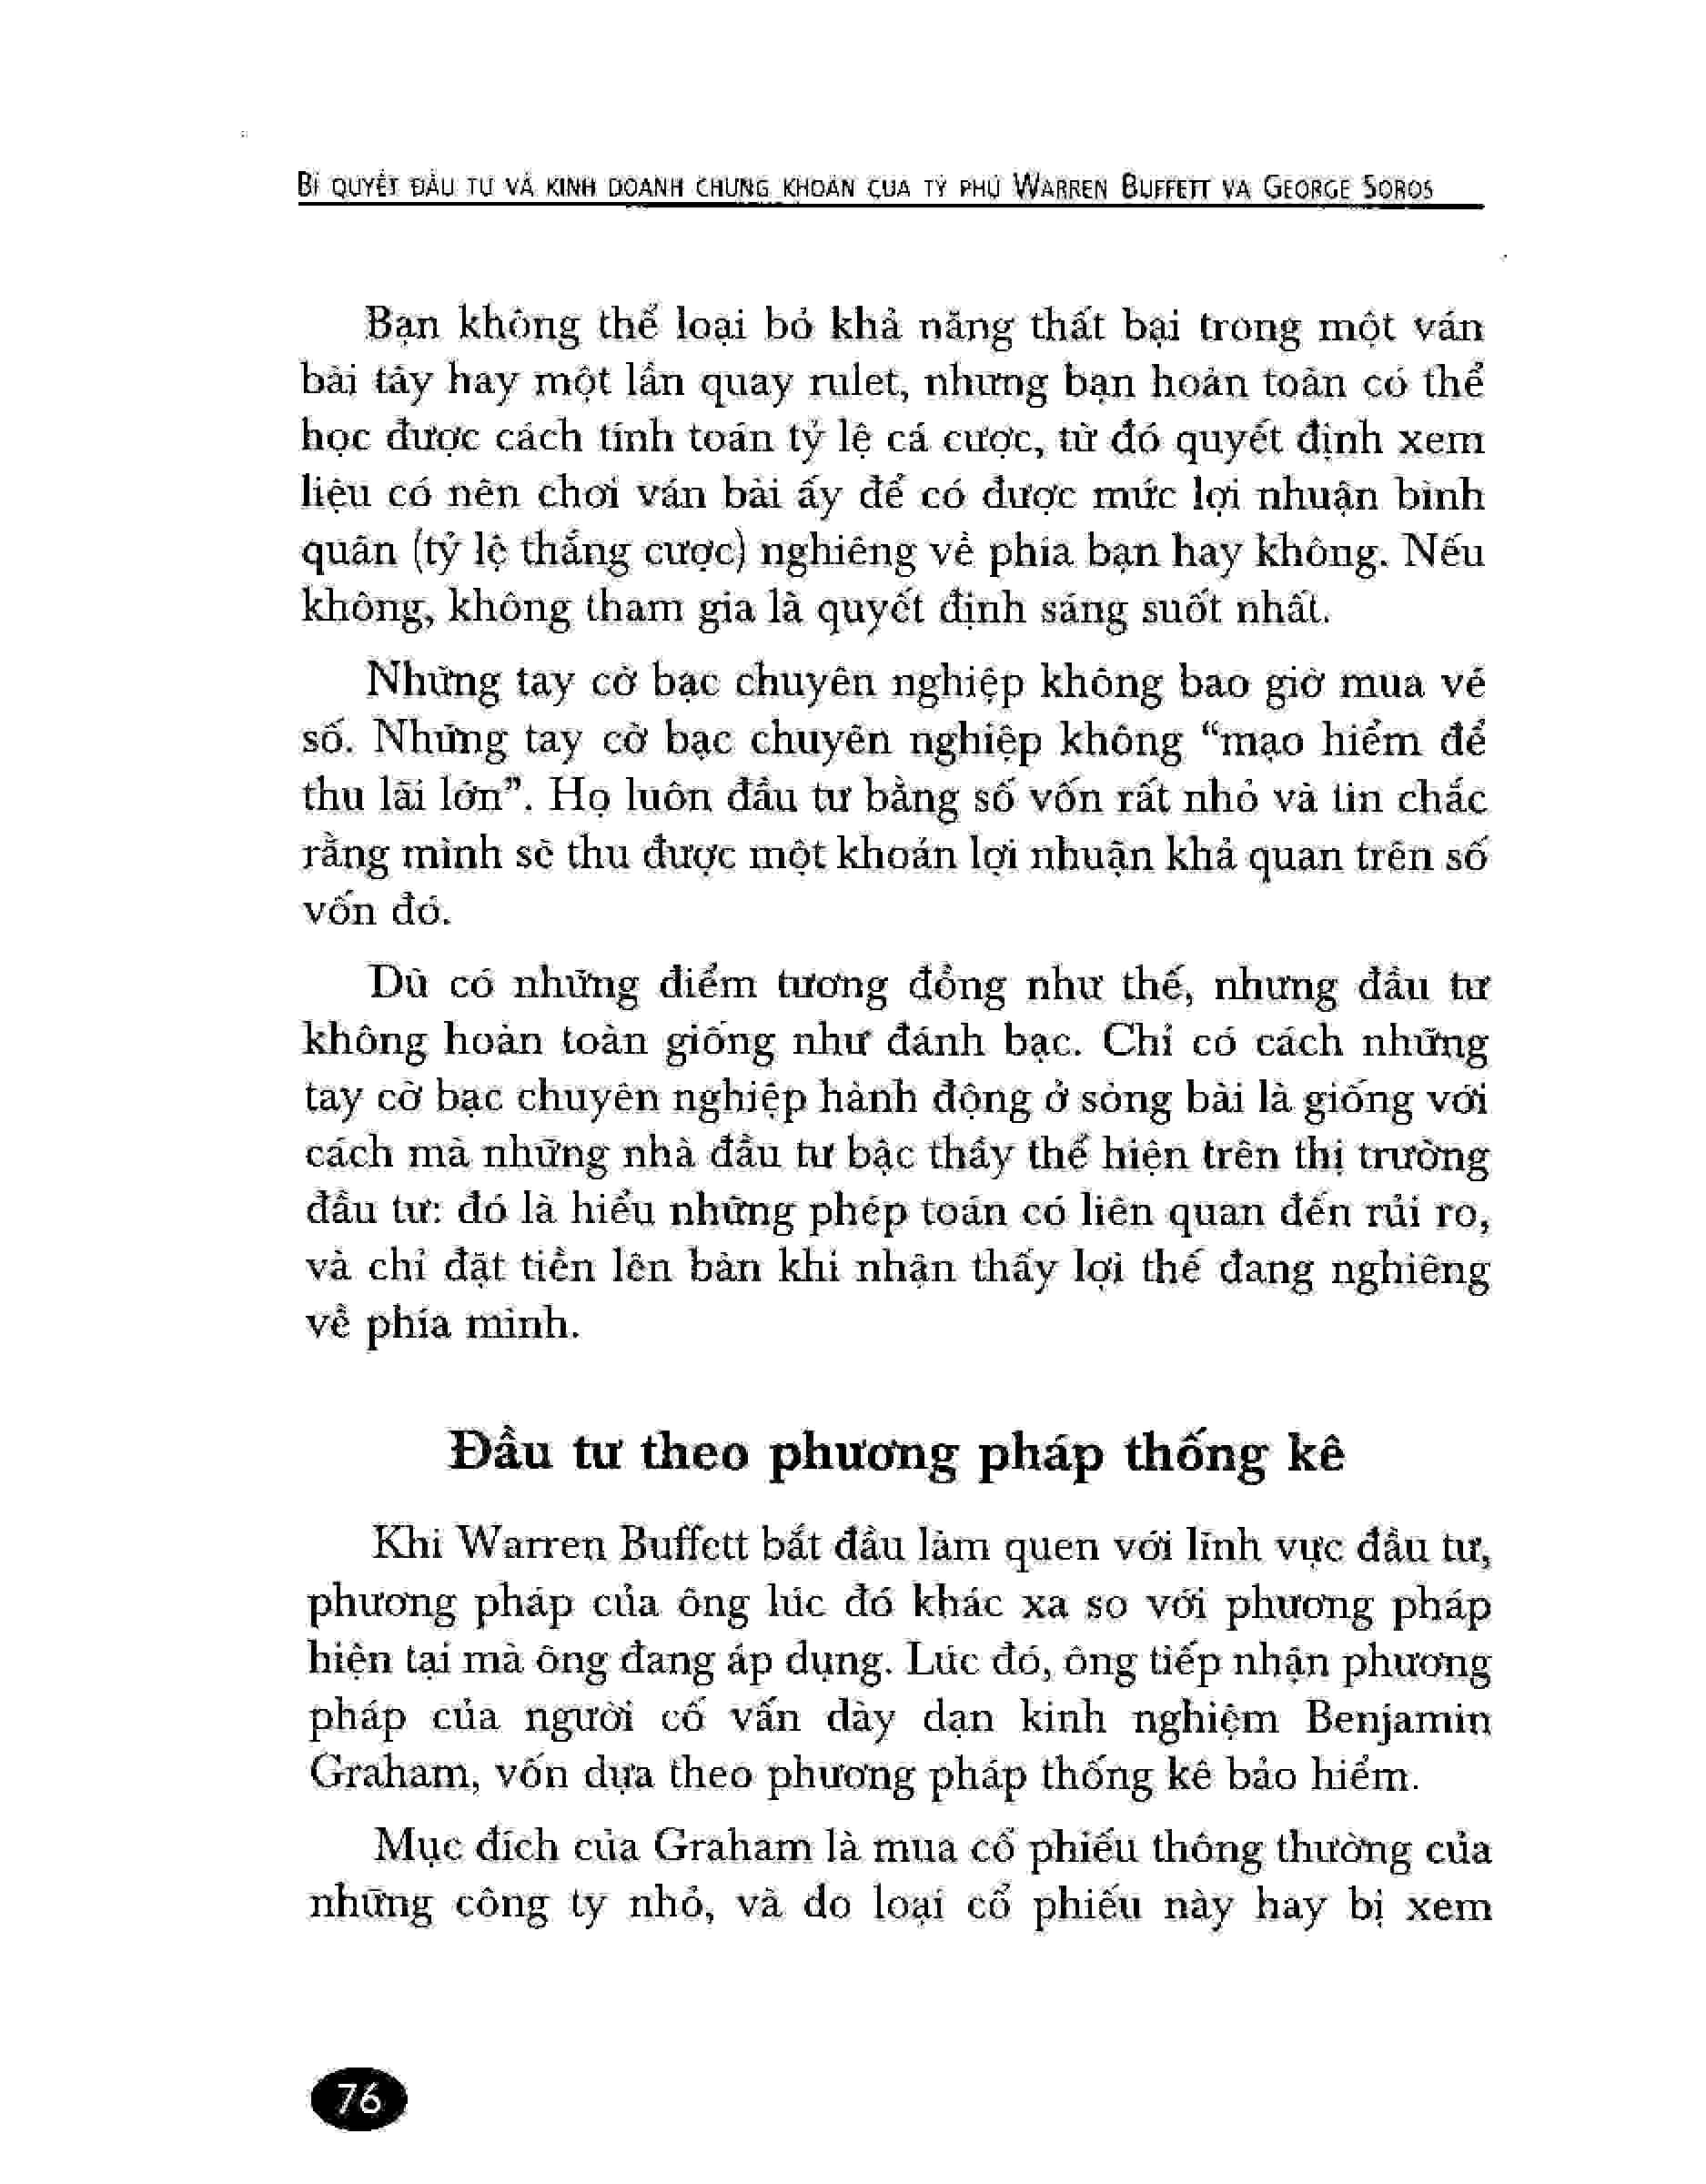 BÍ QUYẾT ĐẦU TƯ VÀ KINH DOANH CHỨNG KHOÁN CỦA TỶ PHÚ WARREN BUFFETT VÀ GEORGE SOROS
Bạn không thể loại bỏ khả năng thất bại trong một ván
bài tây hay một lần quay rulet, nhưng bạn hoàn toàn có thể
học được cách tính toán tỷ lệ cá cược, từ đó quyết định xem
liệu có nên chơi ván bài ấy để có được mức lợi nhuận bình
quân (tỷ lệ thắng cược) nghiêng về phía bạn hay không. Nếu
không, không tham gia là quyết định sáng suốt nhất.
Những tay cờ bạc chuyên nghiệp không bao giờ mua vé
số. Những tay cờ bạc chuyên nghiệp không “mạo hiểm để
thu lãi lớn”. Họ luôn đầu tư bằng số vốn rất nhỏ và tin chắc
rằng mình sẽ thu được một khoản lợi nhuận khả quan trên số
vốn đó.
Dù có những điểm tương đồng như thế, nhưng đầu tư
không hoàn toàn giống như đánh bạc. Chỉ có cách những
tay cờ bạc chuyên nghiệp hành động ở sòng bài là giống với
cách mà những nhà đầu tư bậc thầy thể hiện trên thị trường
đầu tư: đó là hiểu những phép toán có liên quan đến rủi ro,
và chỉ đặt tiền lên bàn khi nhận thấy lợi thế đang nghiêng
về phía mình.
Đầu tư theo phương pháp thống kê
Khi Warren Buffett bắt đầu làm quen với lĩnh vực đầu tư,
phương pháp của ông lúc đó khác xa so với phương pháp
hiện tại mà ông đang áp dụng. Lúc đó, ông tiếp nhận phương
pháp của người cố vấn dày dạn kinh nghiệm Benjamin
Graham, vốn dựa theo phương pháp thống kê bảo hiểm.
Mục đích của Graham là mua cổ phiếu thông thường của
những công ty nhỏ, và do loại cổ phiếu này hay bị xem
76